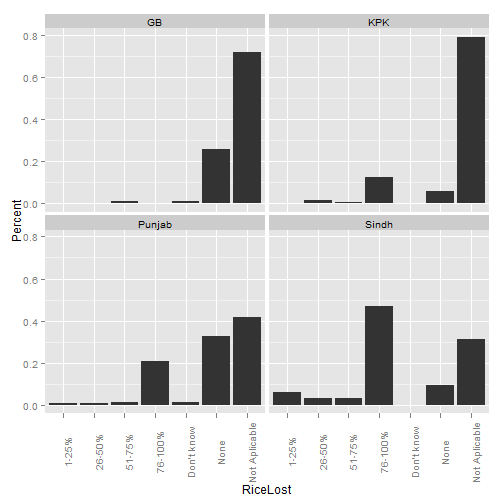 GB
KPK
0.8
0.6
0.4
0.2
0.0
Percent
Punjab
Sindh
0.8
0.6
0.4
0.2
0.0
1-25%
26-50%
51-75%
76-100%
Don't know
None
Not Aplicable
1-25%
26-50%
51-75%
76-100%
Don't know
None
Not Aplicable
RiceLost